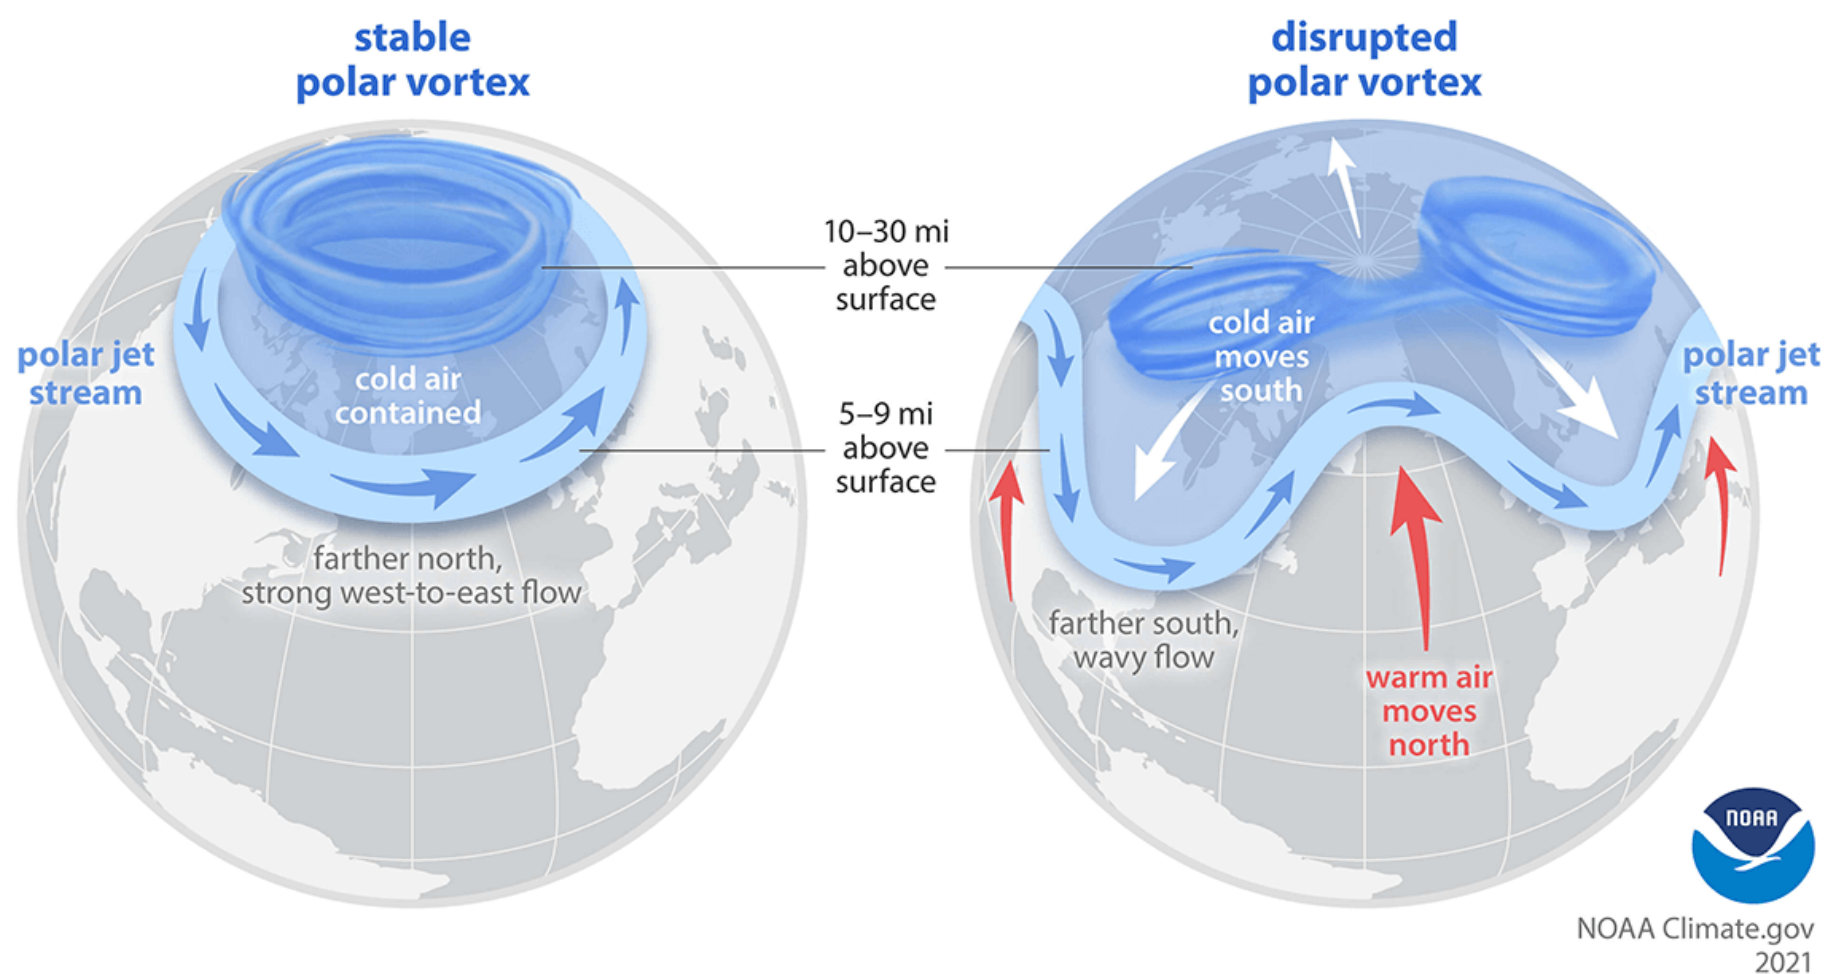 stable
polar vortex
disrupted
polar vortex
10–30 mi
above
surface
polar jet
stream
cold air
contained
cold air
moves
south
polar jet
stream
5–9 mi
above
surface
farther north,
strong west-to-east flow
farther south,
wavy flow
warm air
moves
north
NOAA
NOAA Climate.gov
2021